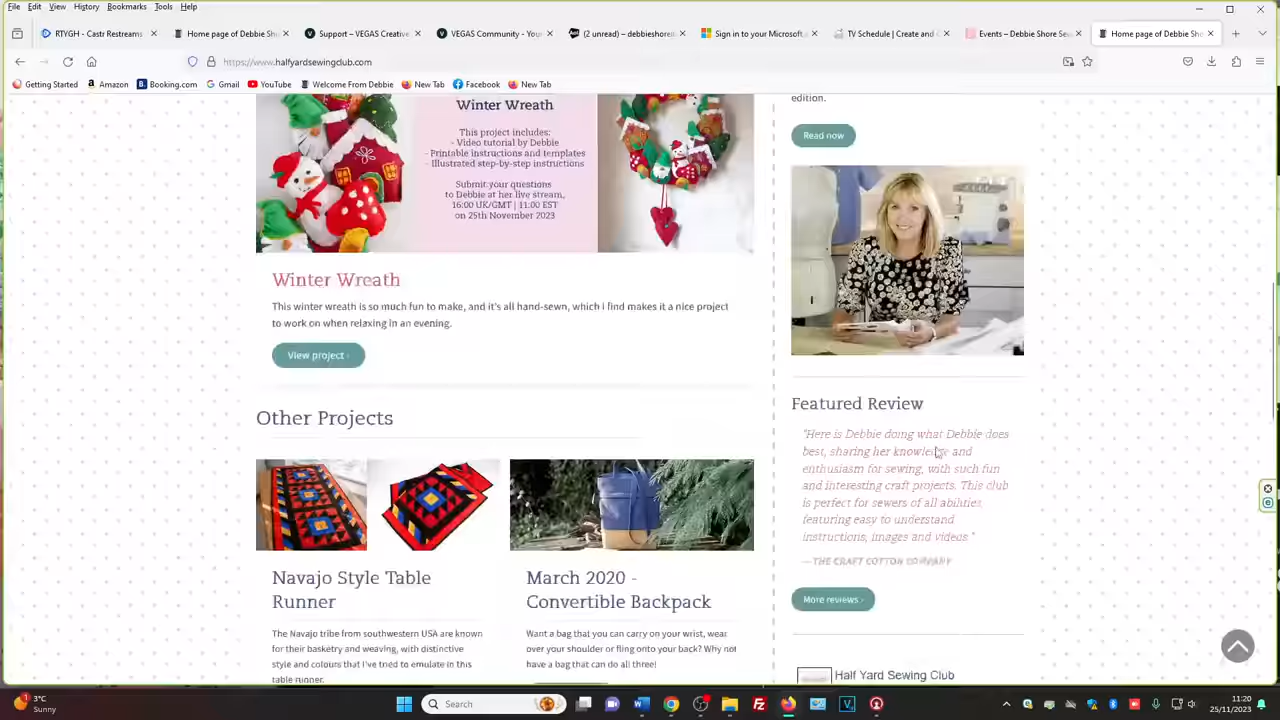 File Edit View History Bookmarks Tools Help
RTYGH - Castr Restreams
Home page of Debbie Sh
Support – VEGAS Creative
VEGAS Community - You
(2 unread) – debbieshore
Sign in to your Microsoft
TV Schedule | Create and C
Events – Debbie Shore Sew
Home page of Debbie Sh
https://www.halfyardsewingclub.com
Getting Started Amazon Booking.com Gmail YouTube Welcome From Debbie New Tab Facebook New Tab
Winter Wreath
This project includes:
- Video tutorial by Debbie
- Printable instructions and templates
- Illustrated step-by-step instructions
Submit your questions
to Debbie at her live stream,
16:00 UK/GMT | 11:00 EST
on 25th November 2023
Winter Wreath
This winter wreath is so much fun to make, and it's all hand-sewn, which I find makes it a nice project
to work on when relaxing in an evening.
View project ›
Other Projects
Navajo Style Table
Runner
The Navajo tribe from southwestern USA are known
for their basketry and weaving, with distinctive
style and colours that I've tried to emulate in this
table runner.
March 2020 -
Convertible Backpack
Want a bag that you can carry on your wrist, wear
over your shoulder or fling onto your back? Why not
have a bag that can do all three!
edition.
Read now
Featured Review
"Here is Debbie doing what Debbie does
best, sharing her knowledge and
enthusiasm for sewing, with such fun
and interesting craft projects. This club
is perfect for sewers of all abilities,
featuring easy to understand
instructions, images and videos."
— THE CRAFT COTTON COMPANY
More reviews ›
Half Yard Sewing Club
3°C
Sunny
Search
11:20
25/11/2023